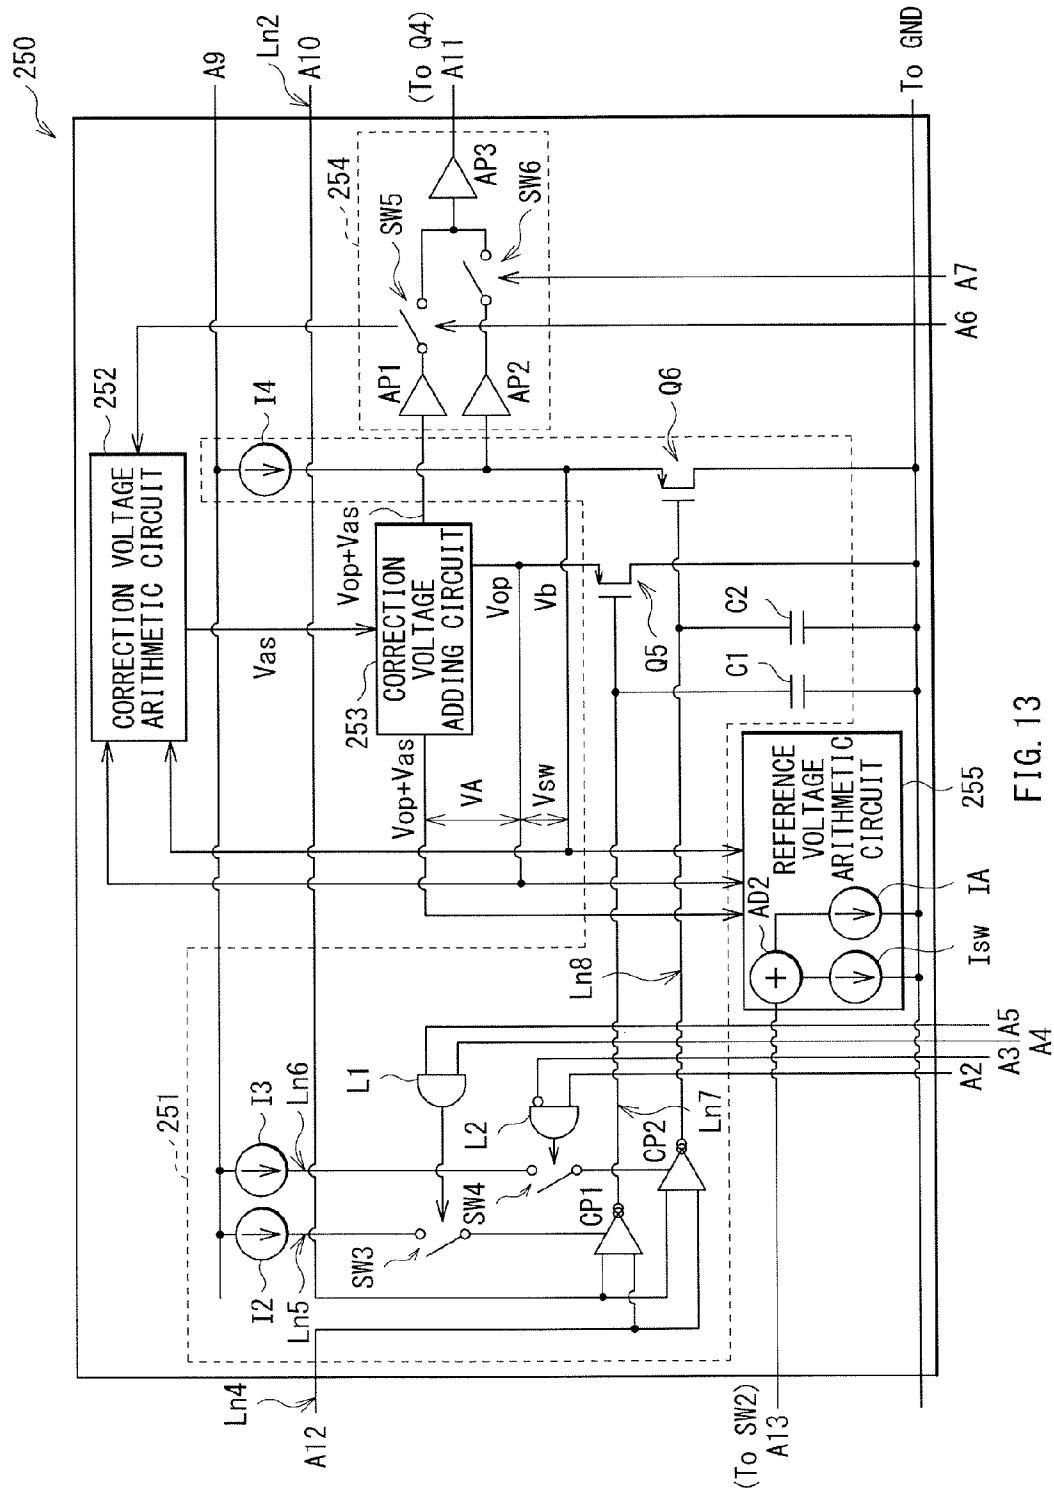 250
A9
Ln2
A10
(To Q4)
A11
To GND
254
SW5
SW6
AP3
AP1
AP2
A7
A6
252
CORRECTION VOLTAGE
ARITHMETIC CIRCUIT
I4
Q6
Vop+Vas
Vas
253
CORRECTION
VOLTAGE
ADDING CIRCUIT
Vop
Vb
Q5
C2
C1
Vop+Vas
VA
Vsw
REFERENCE
VOLTAGE
ARITHMETIC
CIRCUIT
255
AD2
IA
Isw
Ln8
251
I3
Ln6
L1
L2
A5
A4
A3
A2
Ln7
CP2
CP1
SW4
SW3
I2
Ln5
Ln4
A12
(To SW2)
A13
FIG. 13